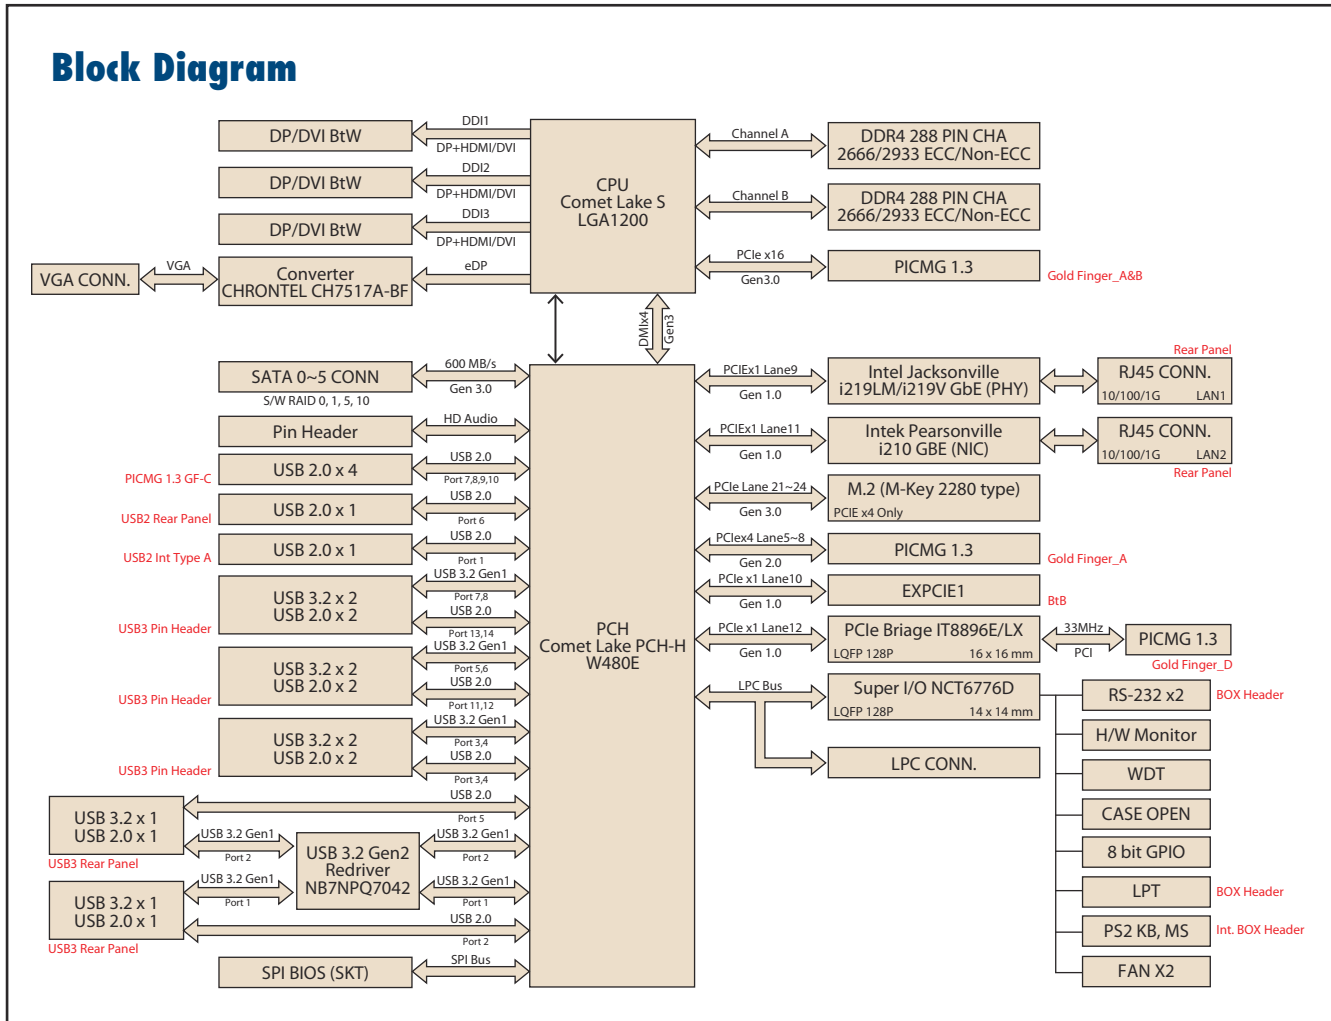 Block Diagram
DP/DVI BtW
DDI1
DP+HDMI/DVI
DP/DVI BtW
DDI2
DP+HDMI/DVI
DP/DVI BtW
DDI3
DP+HDMI/DVI
VGA CONN.
VGA
Converter
CHRONTEL CH7517A-BF
eDP
CPU
Comet Lake S
LGA1200
Channel A
DDR4 288 PIN CHA
2666/2933 ECC/Non-ECC
Channel B
DDR4 288 PIN CHA
2666/2933 ECC/Non-ECC
PCIe x16
Gen3.0
PICMG 1.3
Gold Finger_A&B
DMIx4
Gen3
SATA 0~5 CONN
S/W RAID 0, 1, 5, 10
600 MB/s
Gen 3.0
Pin Header
HD Audio
PICMG 1.3 GF-C
USB 2.0 x 4
USB 2.0
Port 7,8,9,10
USB2 Rear Panel
USB 2.0 x 1
USB 2.0
Port 6
USB2 Int Type A
USB 2.0 x 1
USB 2.0
Port 1
USB3 Pin Header
USB 3.2 x 2
USB 2.0 x 2
USB 3.2 Gen1
Port 7,8
USB 2.0
Port 13,14
USB3 Pin Header
USB 3.2 x 2
USB 2.0 x 2
USB 3.2 Gen1
Port 5,6
USB 2.0
Port 11,12
USB3 Pin Header
USB 3.2 x 2
USB 2.0 x 2
USB 3.2 Gen1
Port 3,4
USB 2.0
Port 3,4
USB 3.2 x 1
USB 2.0 x 1
USB3 Rear Panel
USB 2.0
Port 5
USB 3.2 Gen1
Port 2
USB 3.2 Gen2
Redriver
NB7NPQ7042
USB 3.2 Gen1
Port 2
USB 3.2 x 1
USB 2.0 x 1
USB3 Rear Panel
USB 3.2 Gen1
Port 1
USB 3.2 Gen1
Port 1
USB 2.0
Port 2
SPI BIOS (SKT)
SPI Bus
PCH
Comet Lake PCH-H
W480E
PCIEx1 Lane9
Gen 1.0
Intel Jacksonville
i219LM/i219V GbE (PHY)
Rear Panel
RJ45 CONN.
10/100/1G LAN1
PCIEx1 Lane11
Gen 1.0
Intek Pearsonville
i210 GBE (NIC)
RJ45 CONN.
10/100/1G LAN2
Rear Panel
PCIe Lane 21~24
Gen 3.0
M.2 (M-Key 2280 type)
PCIE x4 Only
PCIex4 Lane5~8
Gen 2.0
PICMG 1.3
Gold Finger_A
PCIe x1 Lane10
Gen 1.0
EXPCIE1
BtB
PCIe x1 Lane12
Gen 1.0
PCIe Briage IT8896E/LX
LQFP 128P 16 x 16 mm
33MHz
PCI
PICMG 1.3
Gold Finger_D
LPC Bus
Super I/O NCT6776D
LQFP 128P 14 x 14 mm
LPC CONN.
RS-232 x2
BOX Header
H/W Monitor
WDT
CASE OPEN
8 bit GPIO
LPT
BOX Header
PS2 KB, MS
Int. BOX Header
FAN X2